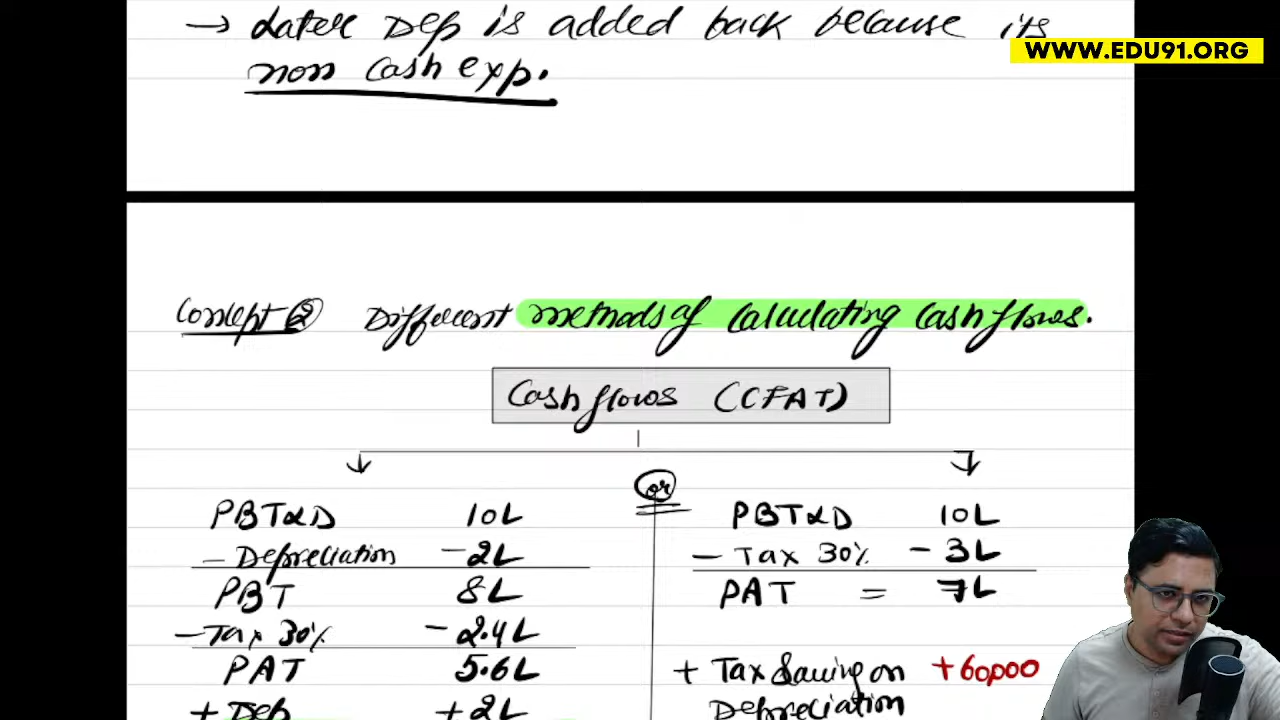 → Later Dep is added back because its
WWW.EDU91.ORG
non cash exp.
Concept ② Different methods of Calculating Cash flows.
Cash flows (CFAT)
or
PBT&D 10L
- Depreciation -2L
PBT 8L
- Tax 30% -2.4L
PAT 5.6L
+ Dep +2L
PBT&D 10L
- Tax 30% -3L
PAT = 7L
+ Tax Saving on +60,000
Depreciation